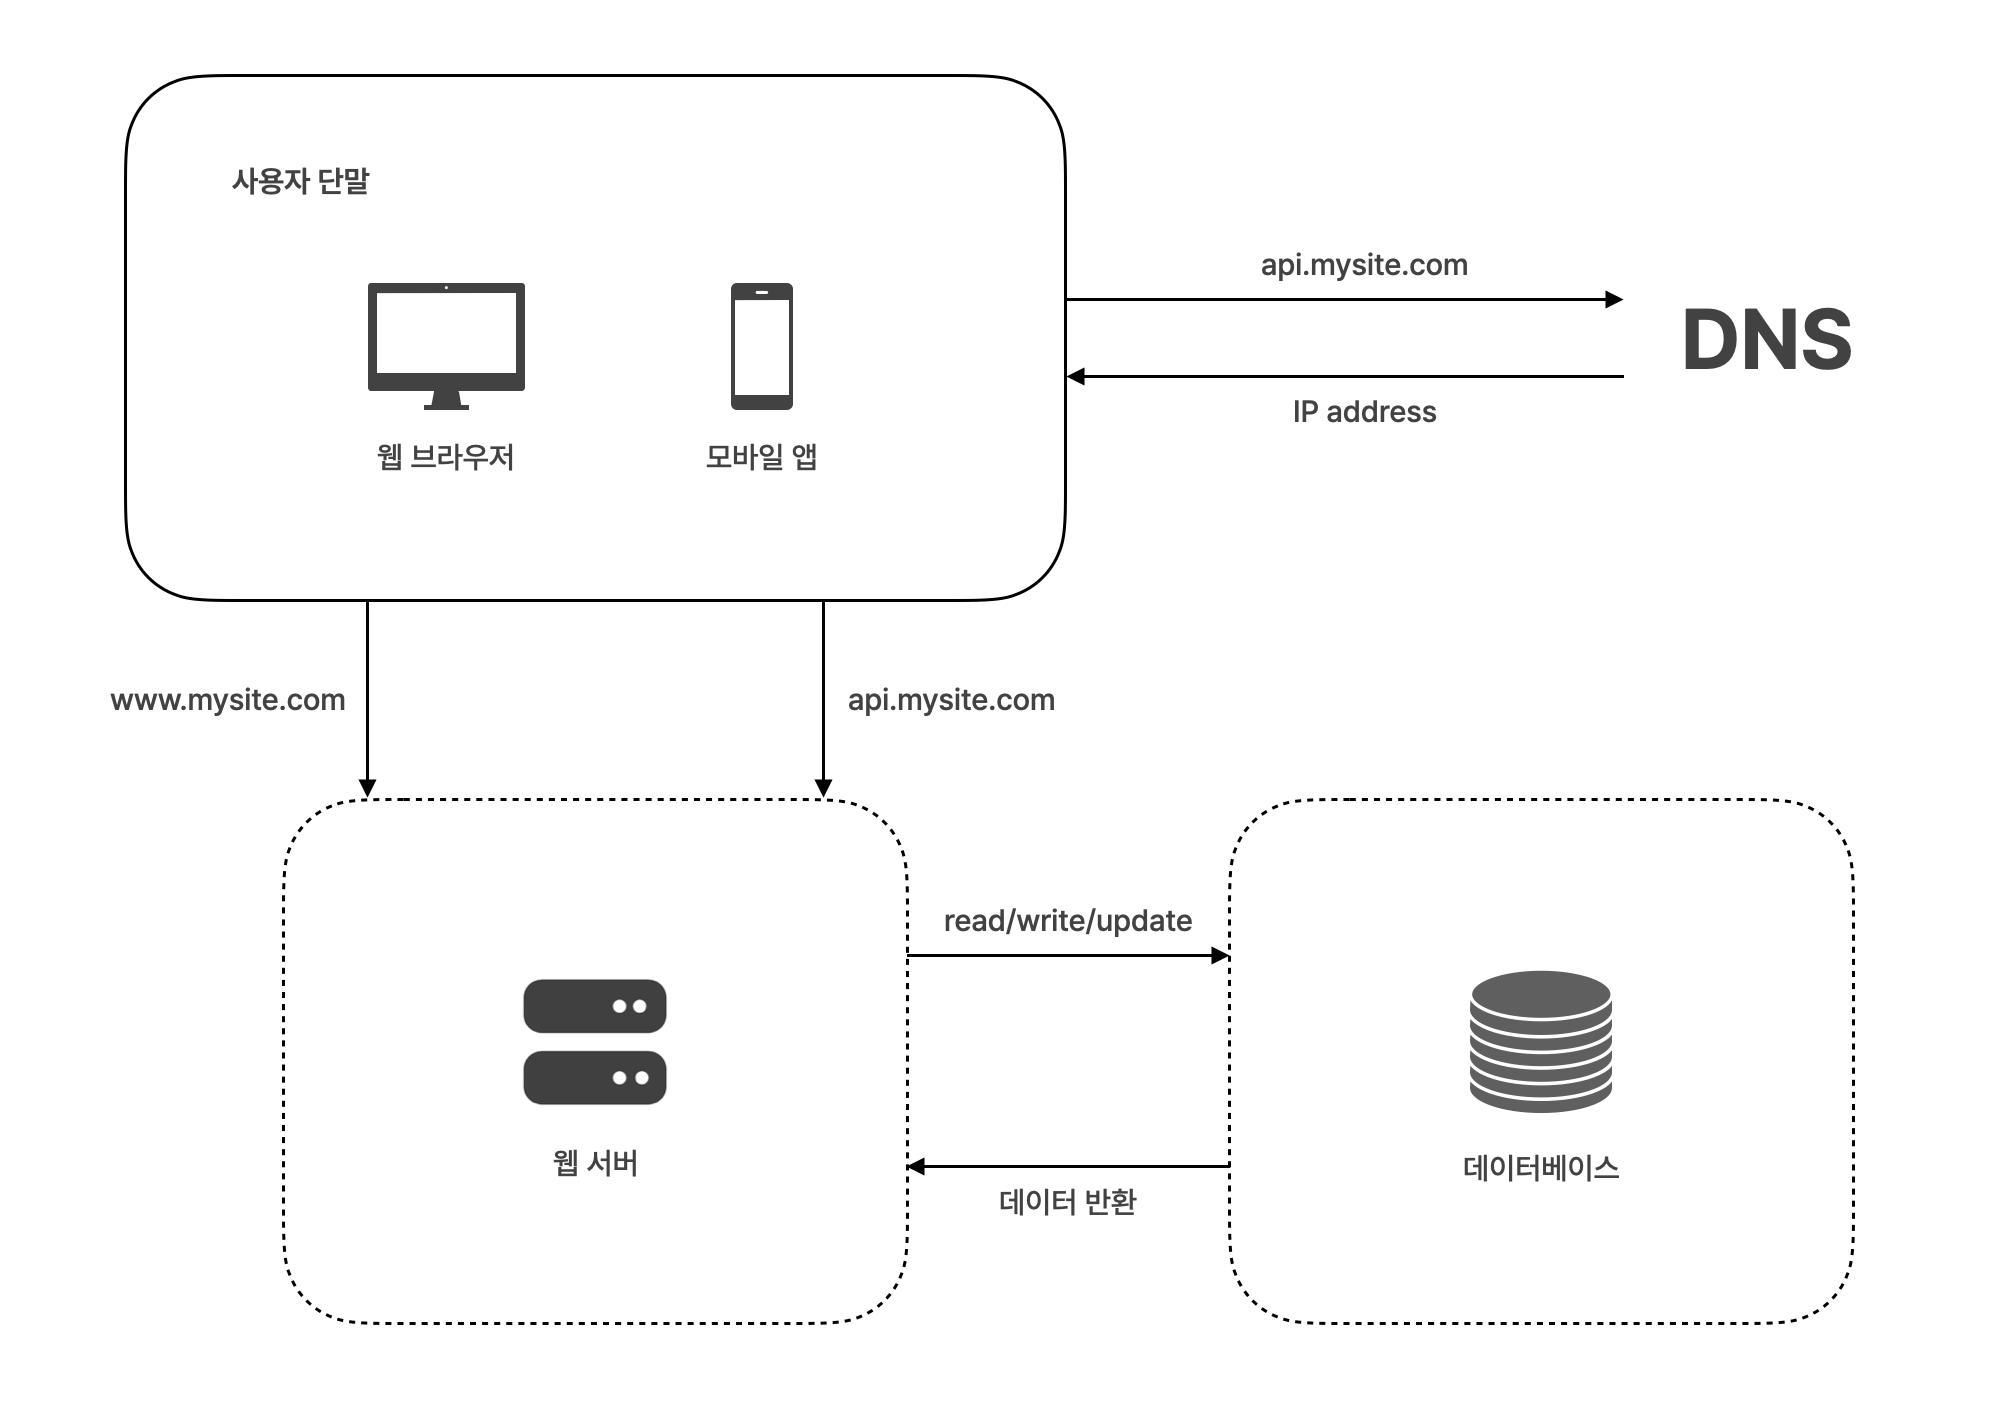 사용자 단말
api.mysite.com
DNS
IP address
웹 브라우저
모바일 앱
www.mysite.com
api.mysite.com
read/write/update
웹 서버
데이터베이스
데이터 반환